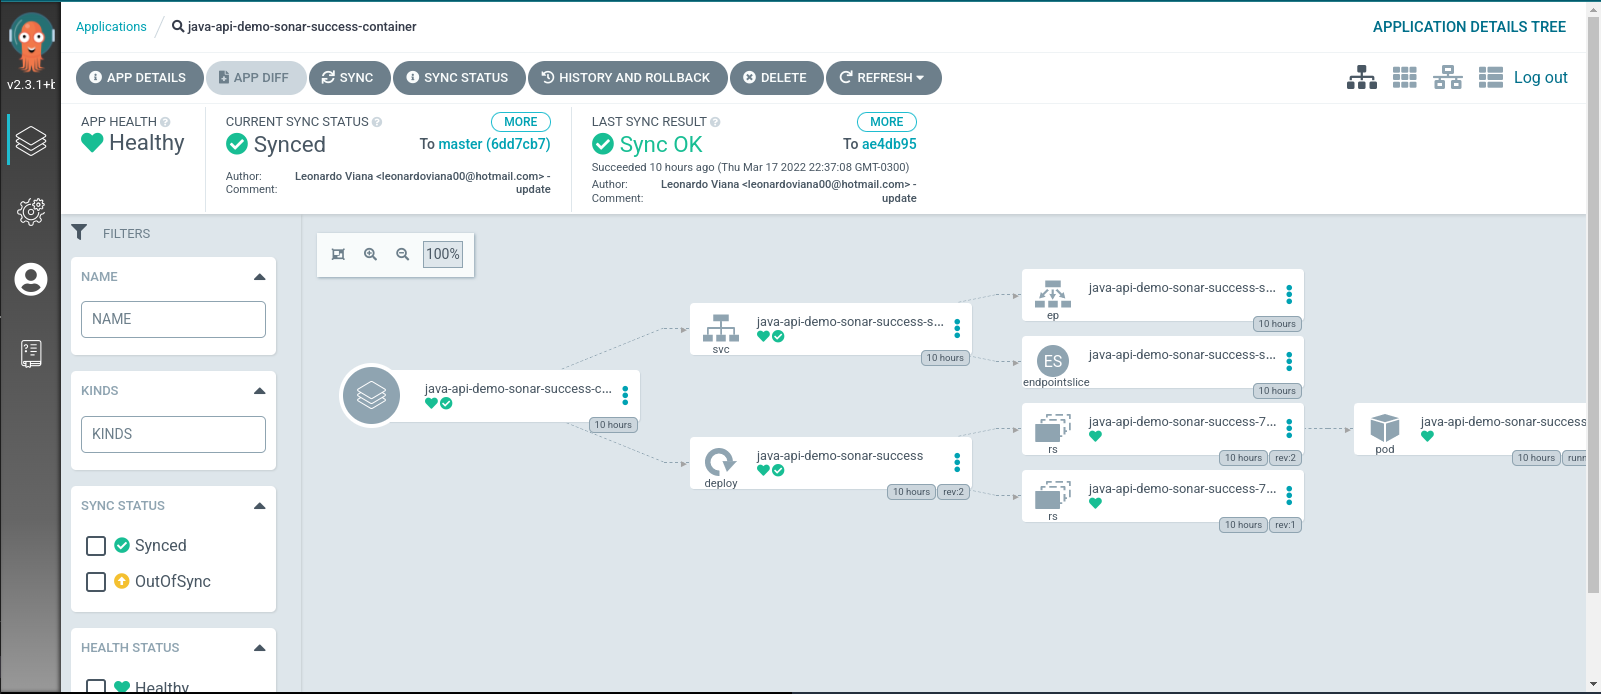 Applications / java-api-demo-sonar-success-container
APPLICATION DETAILS TREE
v2.3.1+
APP DETAILS
APP DIFF
SYNC
SYNC STATUS
HISTORY AND ROLLBACK
DELETE
REFRESH
Log out
APP HEALTH
Healthy
CURRENT SYNC STATUS
MORE
Synced
To master (6dd7cb7)
Author: Leonardo Viana <leonardoviana00@hotmail.com> -
Comment: update
LAST SYNC RESULT
MORE
Sync OK
To ae4db95
Succeeded 10 hours ago (Thu Mar 17 2022 22:37:08 GMT-0300)
Author: Leonardo Viana <leonardoviana00@hotmail.com> -
Comment: update
FILTERS
NAME
NAME
KINDS
KINDS
SYNC STATUS
Synced
OutOfSync
HEALTH STATUS
Healthy
100%
java-api-demo-sonar-success-c...
10 hours
java-api-demo-sonar-success-s...
svc
10 hours
java-api-demo-sonar-success
deploy
10 hours
rev:2
java-api-demo-sonar-success-s...
ep
10 hours
ES
java-api-demo-sonar-success-s...
endpointslice
10 hours
java-api-demo-sonar-success-7...
rs
10 hours
rev:2
java-api-demo-sonar-success-7...
rs
10 hours
rev:1
java-api-demo-sonar-success
pod
10 hours